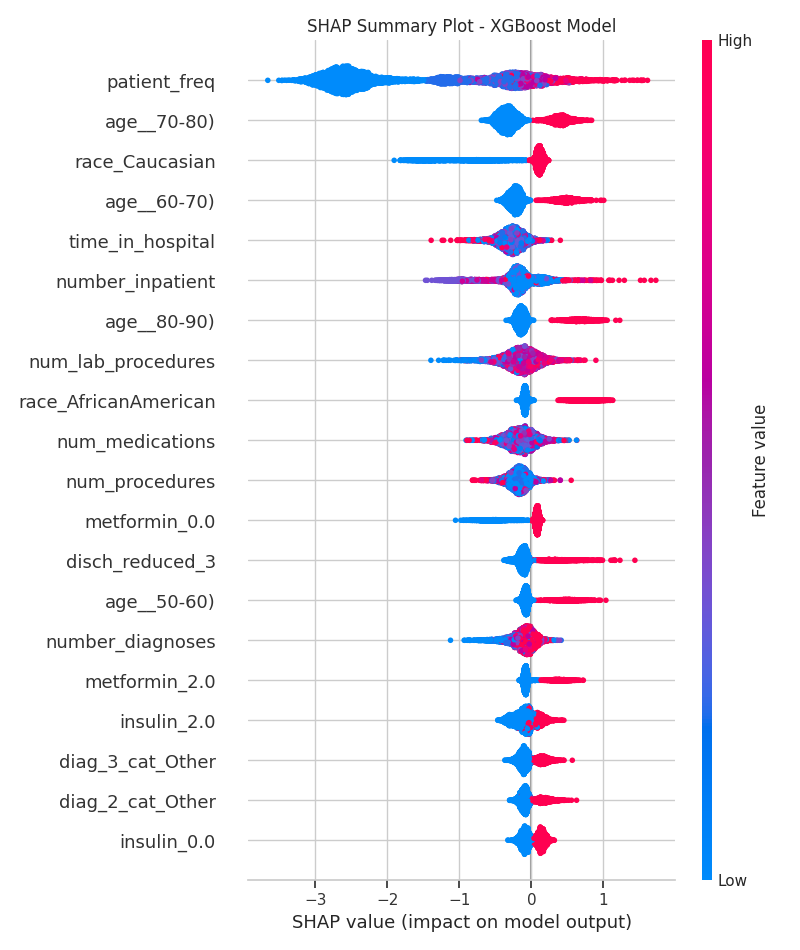 SHAP Summary Plot - XGBoost Model
High
patient_freq
age__70-80)
race_Caucasian
age__60-70)
time_in_hospital
number_inpatient
age__80-90)
num_lab_procedures
race_AfricanAmerican
num_medications
num_procedures
metformin_0.0
disch_reduced_3
age__50-60)
number_diagnoses
metformin_2.0
insulin_2.0
diag_3_cat_Other
diag_2_cat_Other
insulin_0.0
Feature value
Low
−3 −2 −1 0 1
SHAP value (impact on model output)